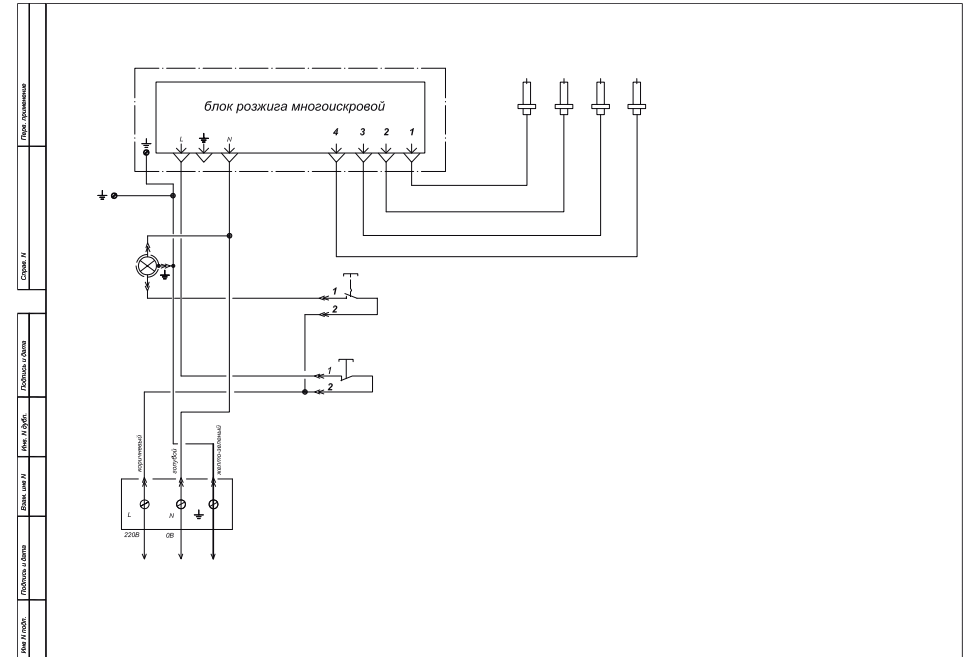 Перв. применение
Справ. N
Подпись и дата
Инв. N дубл.
Взам. инв N
Подпись и дата
Инв N подл.
блок розжига многоискровой
L
N
4
3
2
1
1
2
1
2
коричневый
голубой
желто-зеленый
L
N
220В
0В